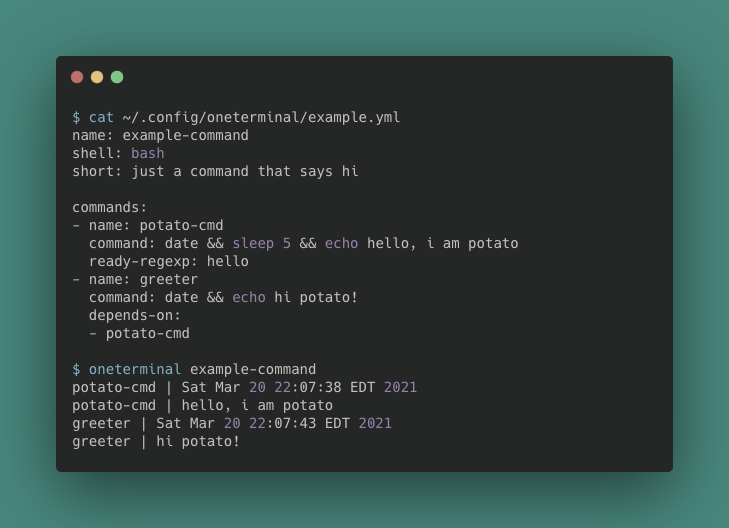 $ cat ~/.config/oneterminal/example.yml
name: example-command
shell: bash
short: just a command that says hi

commands:
- name: potato-cmd
  command: date && sleep 5 && echo hello, i am potato
  ready-regexp: hello
- name: greeter
  command: date && echo hi potato!
  depends-on:
  - potato-cmd

$ oneterminal example-command
potato-cmd | Sat Mar 20 22:07:38 EDT 2021
potato-cmd | hello, i am potato
greeter | Sat Mar 20 22:07:43 EDT 2021
greeter | hi potato!